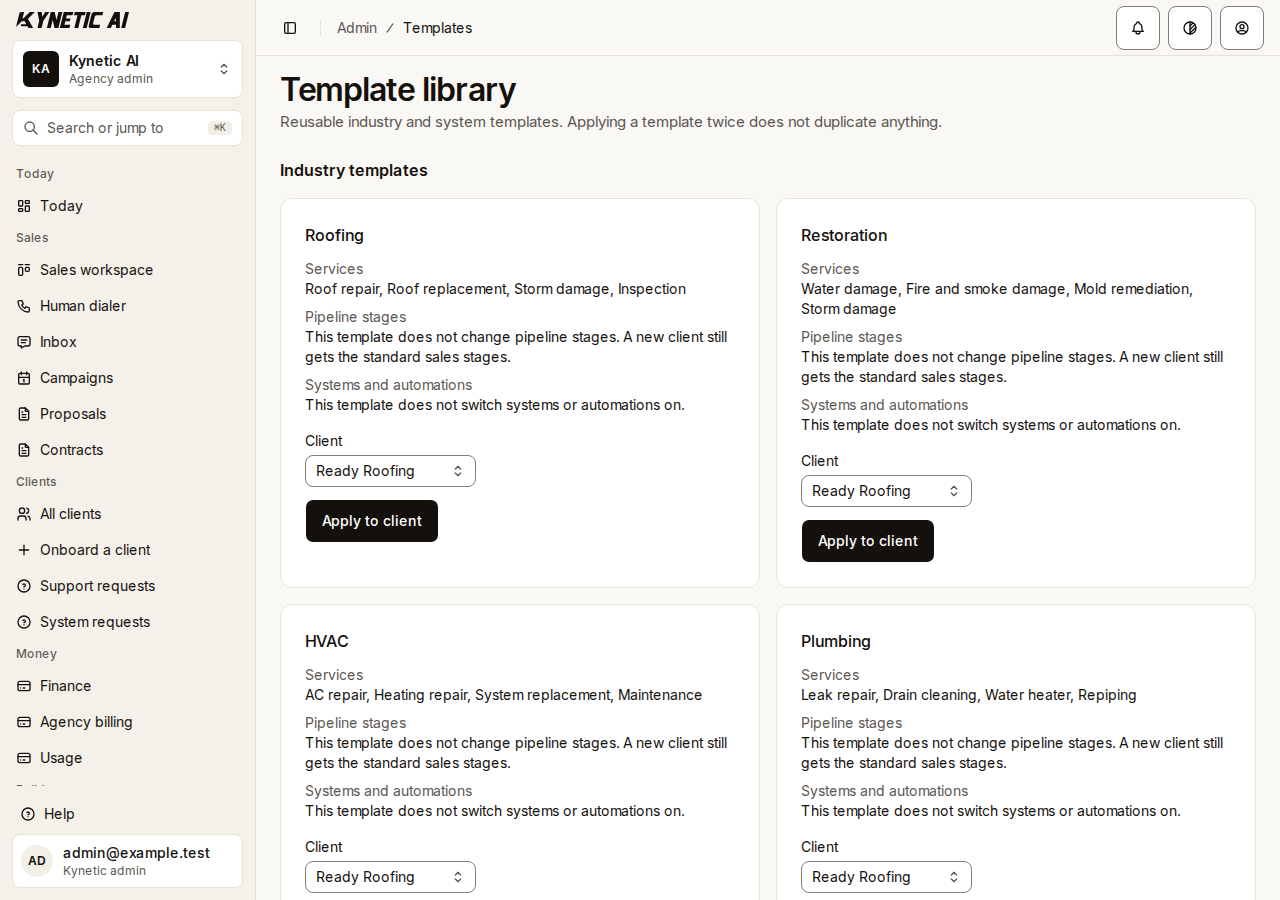 KYNETIC AI
KA
Kynetic AI
Agency admin
Search or jump to
⌘K
Today
Today
Sales
Sales workspace
Human dialer
Inbox
Campaigns
Proposals
Contracts
Clients
All clients
Onboard a client
Support requests
System requests
Money
Finance
Agency billing
Usage
Help
AD
admin@example.test
Kynetic admin
Admin / Templates
Template library
Reusable industry and system templates. Applying a template twice does not duplicate anything.
Industry templates
Roofing
Services
Roof repair, Roof replacement, Storm damage, Inspection
Pipeline stages
This template does not change pipeline stages. A new client still
gets the standard sales stages.
Systems and automations
This template does not switch systems or automations on.
Client
Ready Roofing
Apply to client
Restoration
Services
Water damage, Fire and smoke damage, Mold remediation,
Storm damage
Pipeline stages
This template does not change pipeline stages. A new client still
gets the standard sales stages.
Systems and automations
This template does not switch systems or automations on.
Client
Ready Roofing
Apply to client
HVAC
Services
AC repair, Heating repair, System replacement, Maintenance
Pipeline stages
This template does not change pipeline stages. A new client still
gets the standard sales stages.
Systems and automations
This template does not switch systems or automations on.
Client
Ready Roofing
Plumbing
Services
Leak repair, Drain cleaning, Water heater, Repiping
Pipeline stages
This template does not change pipeline stages. A new client still
gets the standard sales stages.
Systems and automations
This template does not switch systems or automations on.
Client
Ready Roofing